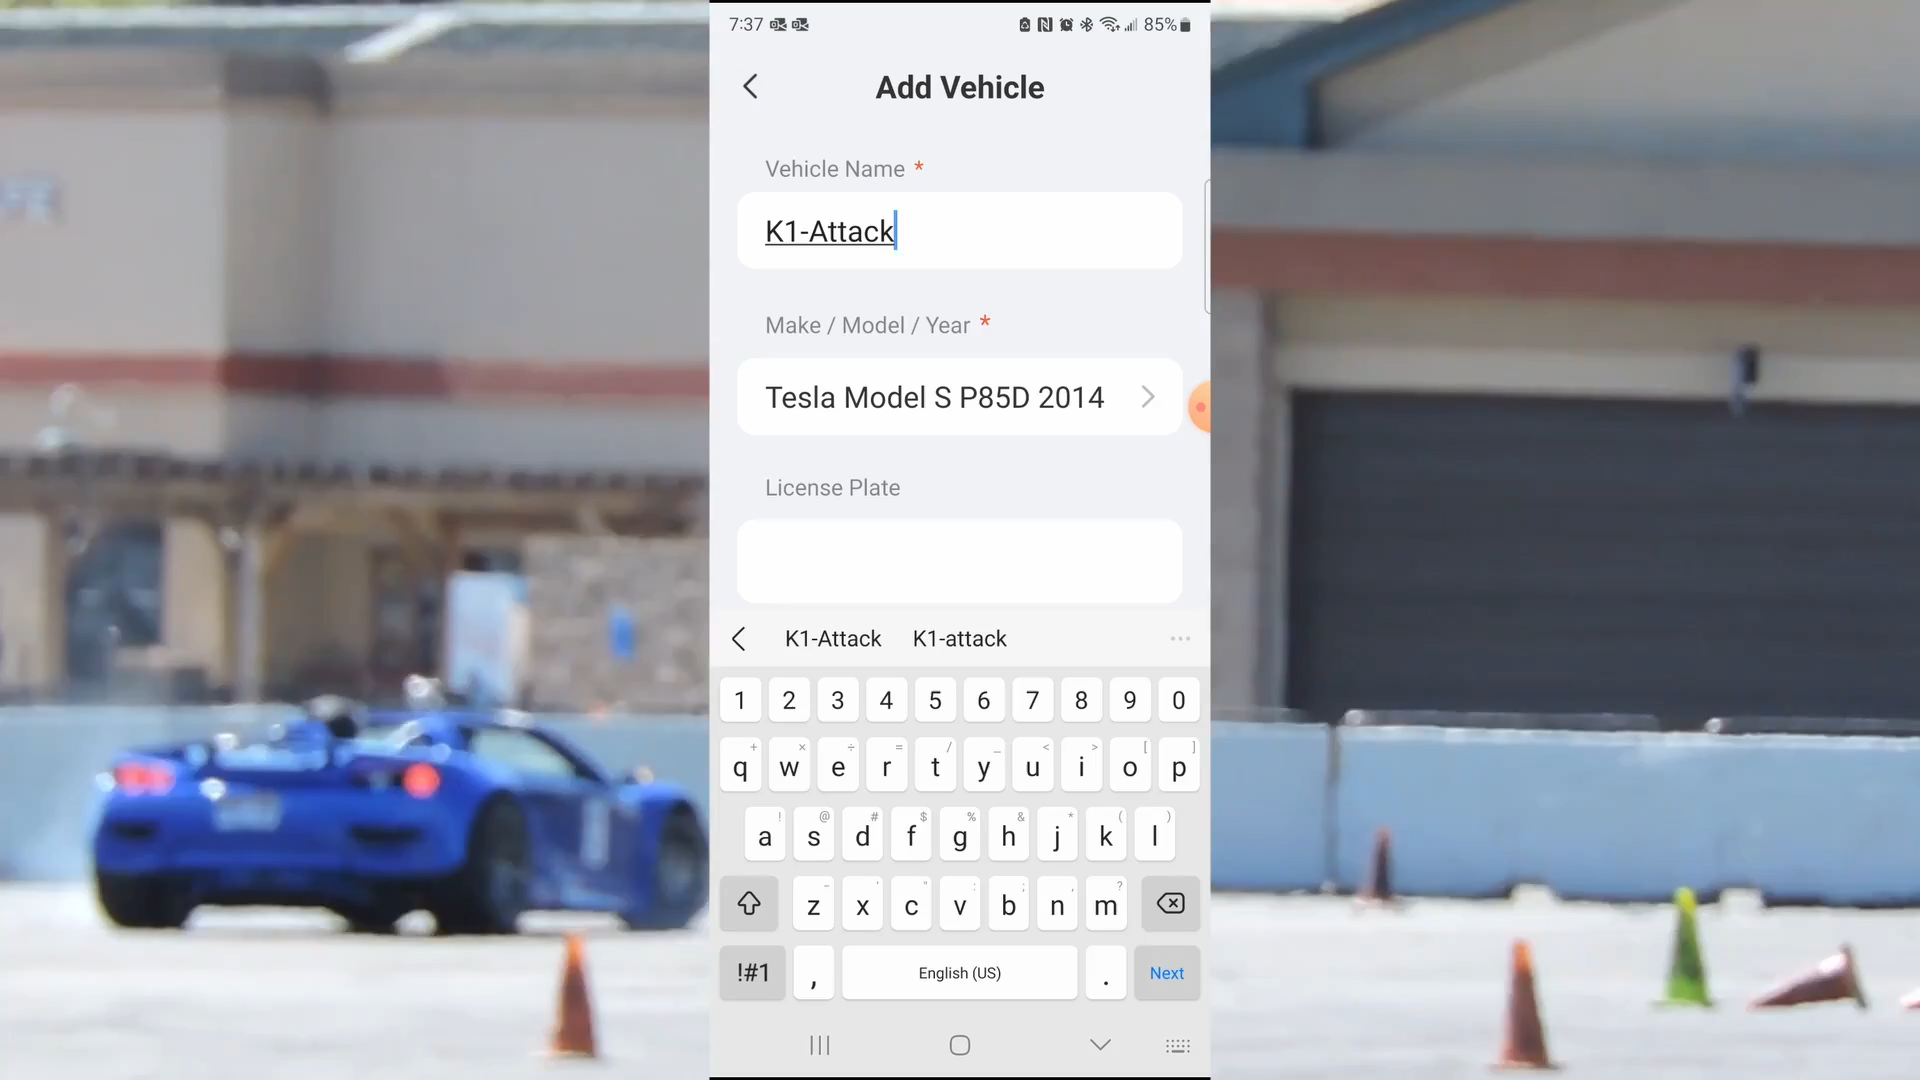 7:37 85%
Add Vehicle
Vehicle Name *
K1-Attack
Make / Model / Year *
Tesla Model S P85D 2014
License Plate
K1-Attack K1-attack ...
1 2 3 4 5 6 7 8 9 0
+ × ÷ = / _ < > [ ]
q w e r t y u i o p
! @ # $ % & * ( )
a s d f g h j k l
- ' " : ; , ?
z x c v b n m
!#1 , English (US) . Next